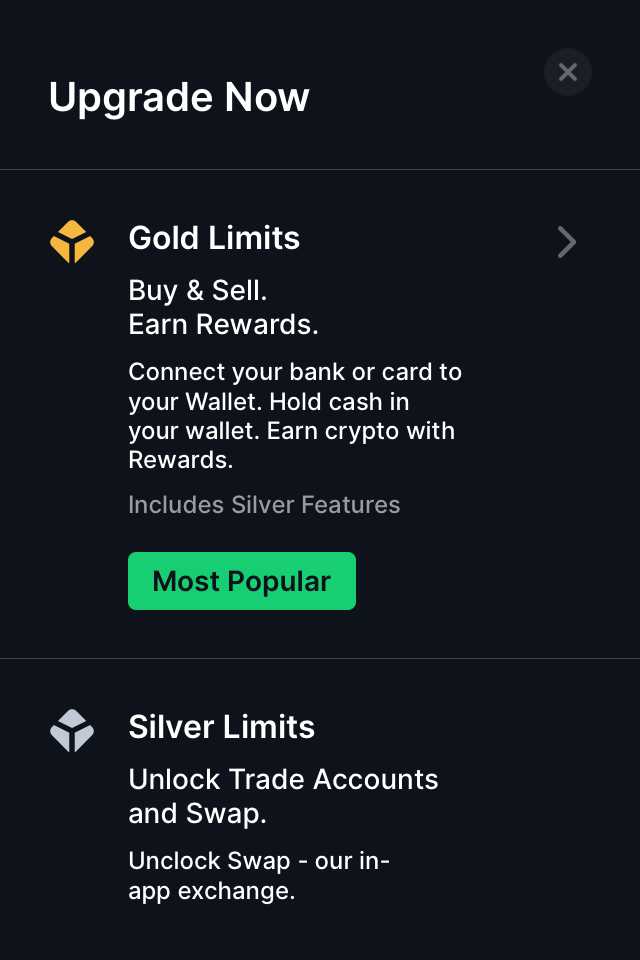 Upgrade Now
Gold Limits
Buy & Sell.
Earn Rewards.
Connect your bank or card to
your Wallet. Hold cash in
your wallet. Earn crypto with
Rewards.
Includes Silver Features
Most Popular
Silver Limits
Unlock Trade Accounts
and Swap.
Unclock Swap - our in-
app exchange.